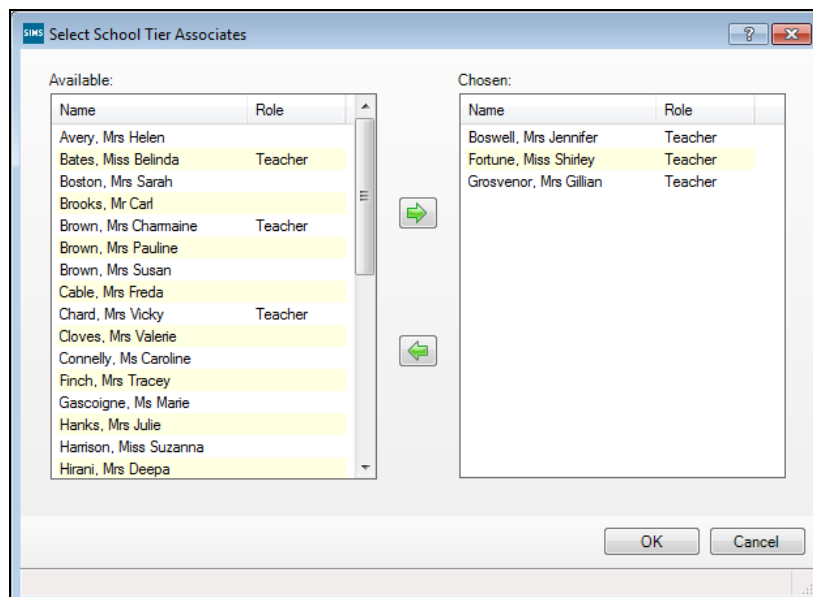 SIMS Select School Tier Associates ?
Available:
Name Role
Avery, Mrs Helen
Bates, Miss Belinda Teacher
Boston, Mrs Sarah
Brooks, Mr Carl
Brown, Mrs Charmaine Teacher
Brown, Mrs Pauline
Brown, Mrs Susan
Cable, Mrs Freda
Chard, Mrs Vicky Teacher
Cloves, Mrs Valerie
Connelly, Ms Caroline
Finch, Mrs Tracey
Gascoigne, Ms Marie
Hanks, Mrs Julie
Harrison, Miss Suzanna
Hirani, Mrs Deepa
Chosen:
Name Role
Boswell, Mrs Jennifer Teacher
Fortune, Miss Shirley Teacher
Grosvenor, Mrs Gillian Teacher
OK Cancel